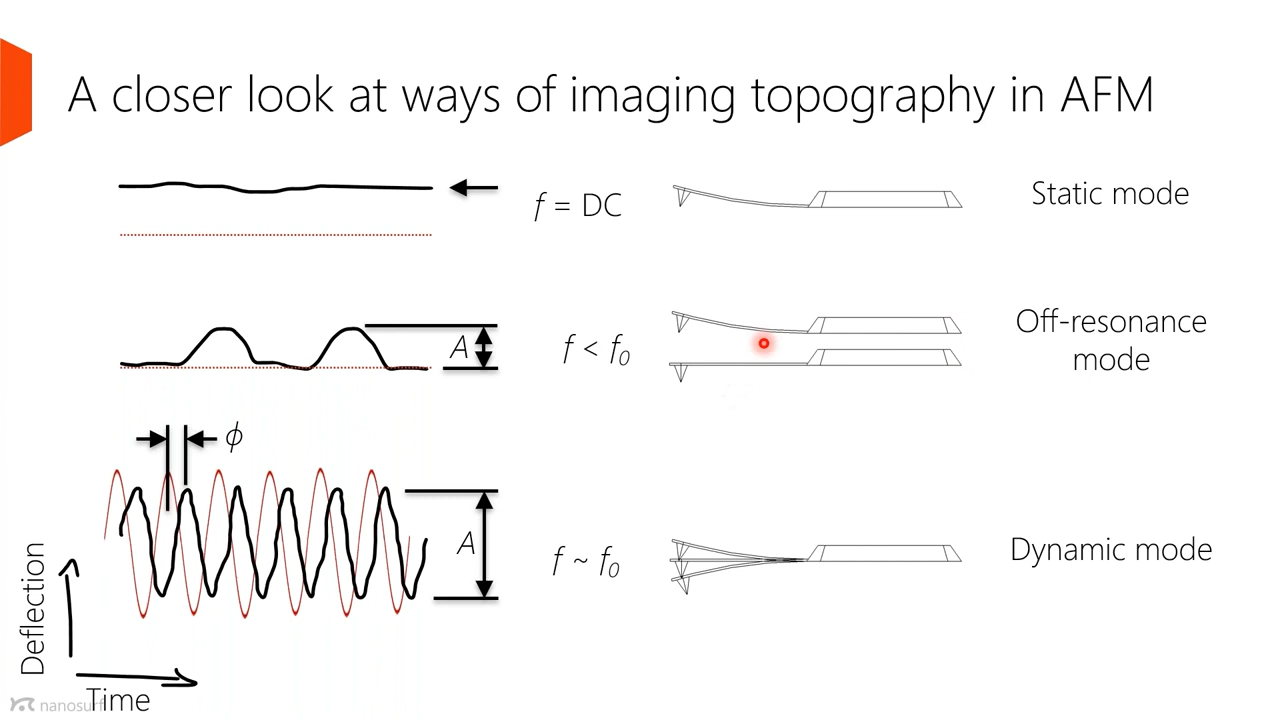 A closer look at ways of imaging topography in AFM
f = DC
Static mode
A
f < f₀
Off-resonance
mode
ϕ
A
f ~ f₀
Dynamic mode
Deflection
Time
nanosurf